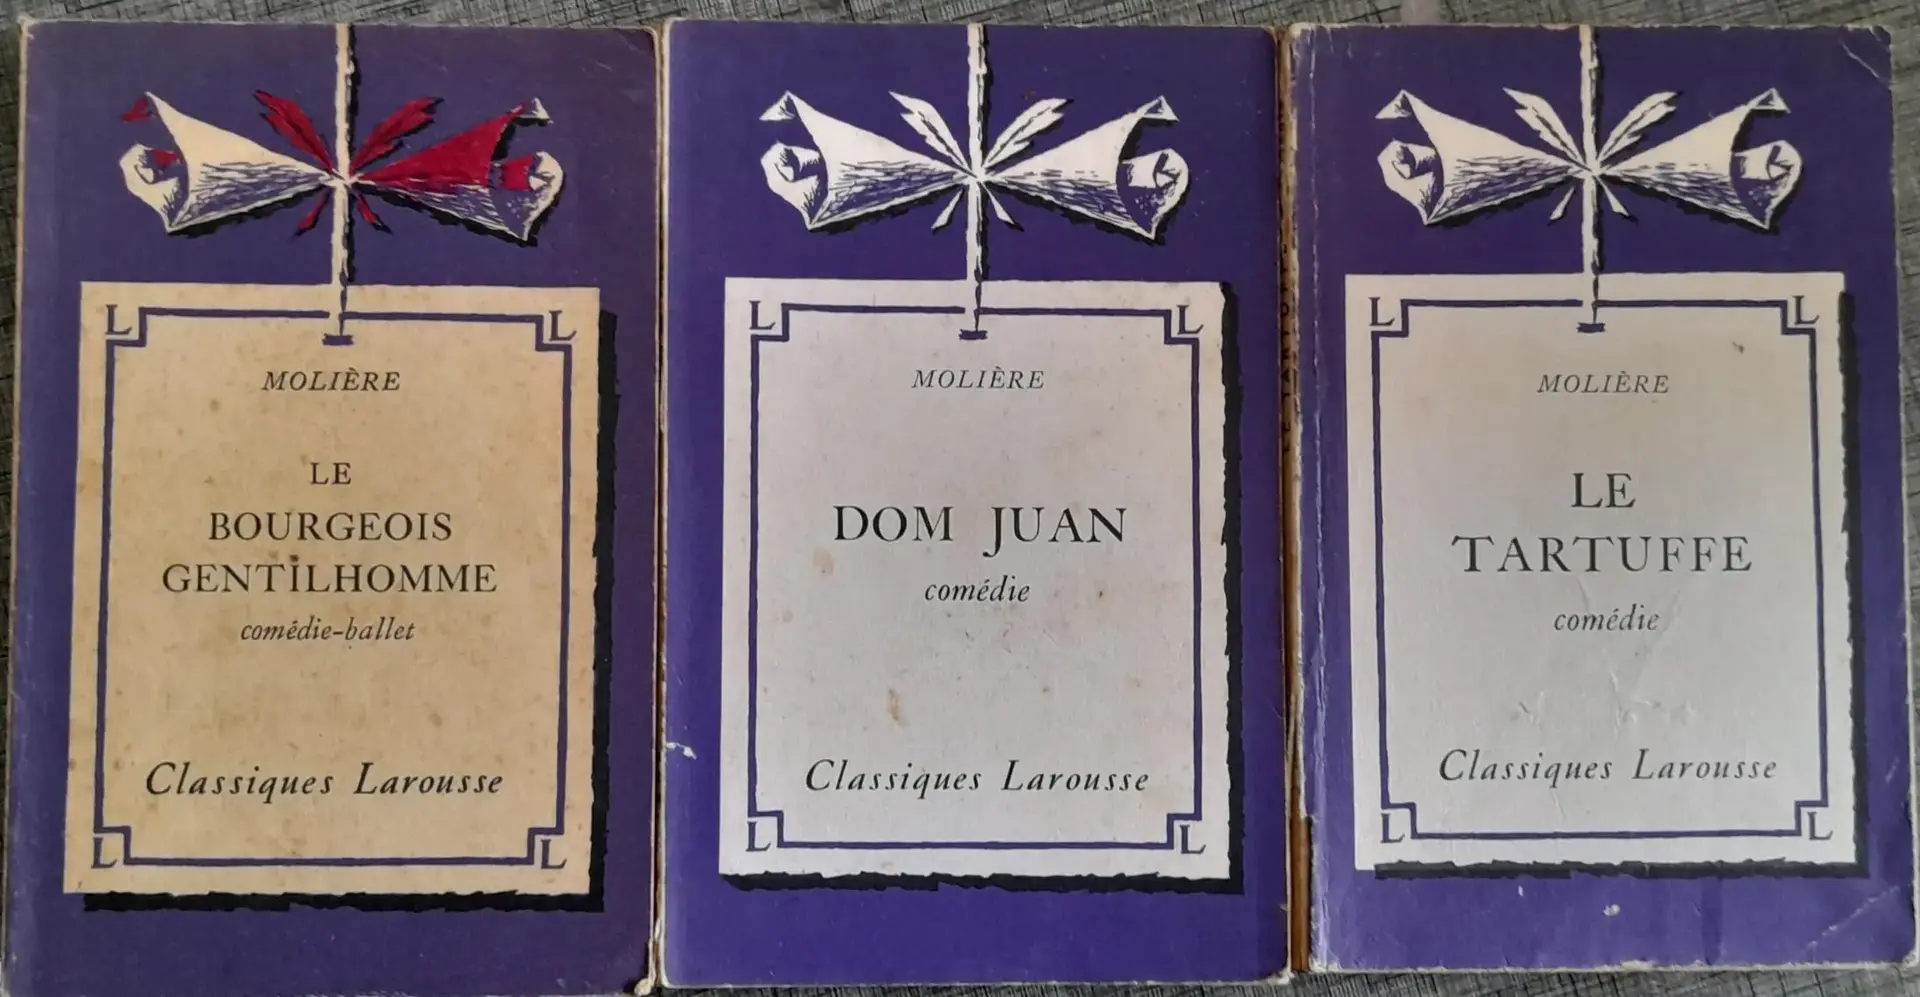 L L
MOLIÈRE
LE
BOURGEOIS
GENTILHOMME
comédie-ballet
Classiques Larousse
L L
L L
MOLIÈRE
DOM JUAN
comédie
Classiques Larousse
L L
L L
MOLIÈRE
LE
TARTUFFE
comédie
Classiques Larousse
L L